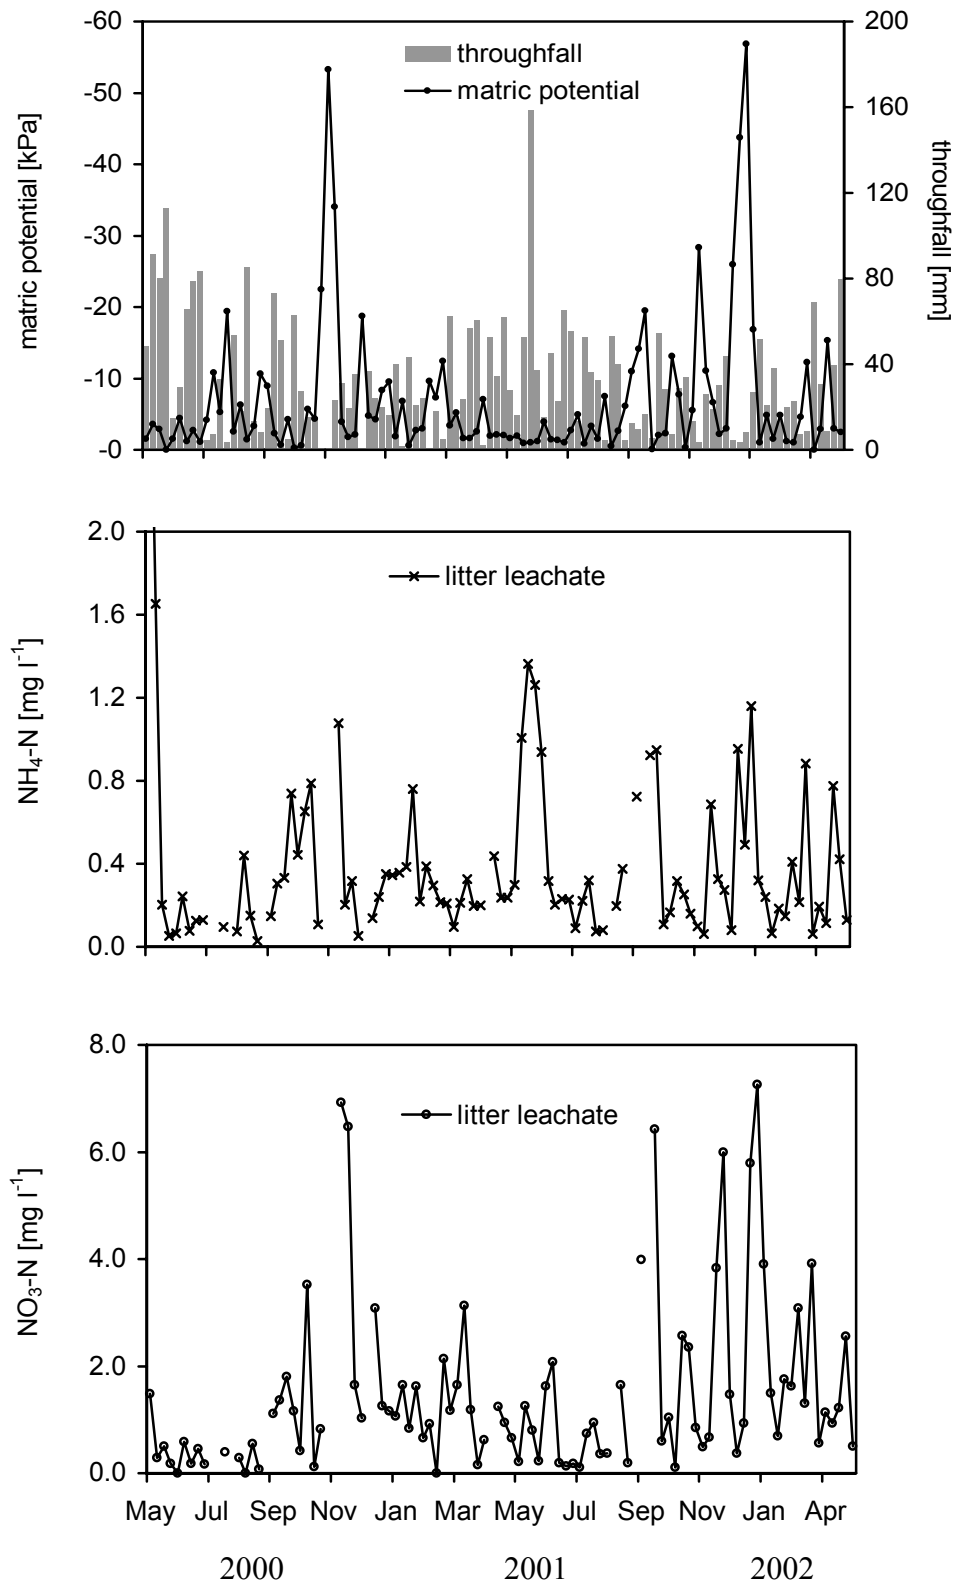 -60
-50
-40
-30
-20
-10
-0
matric potential [kPa]
throughfall
matric potential
200
160
120
80
40
0
throughfall [mm]
2.0
1.6
1.2
0.8
0.4
0.0
NH₄-N [mg l⁻¹]
litter leachate
8.0
6.0
4.0
2.0
0.0
NO₃-N [mg l⁻¹]
litter leachate
May Jul Sep Nov Jan Mar May Jul Sep Nov Jan Apr
2000 2001 2002